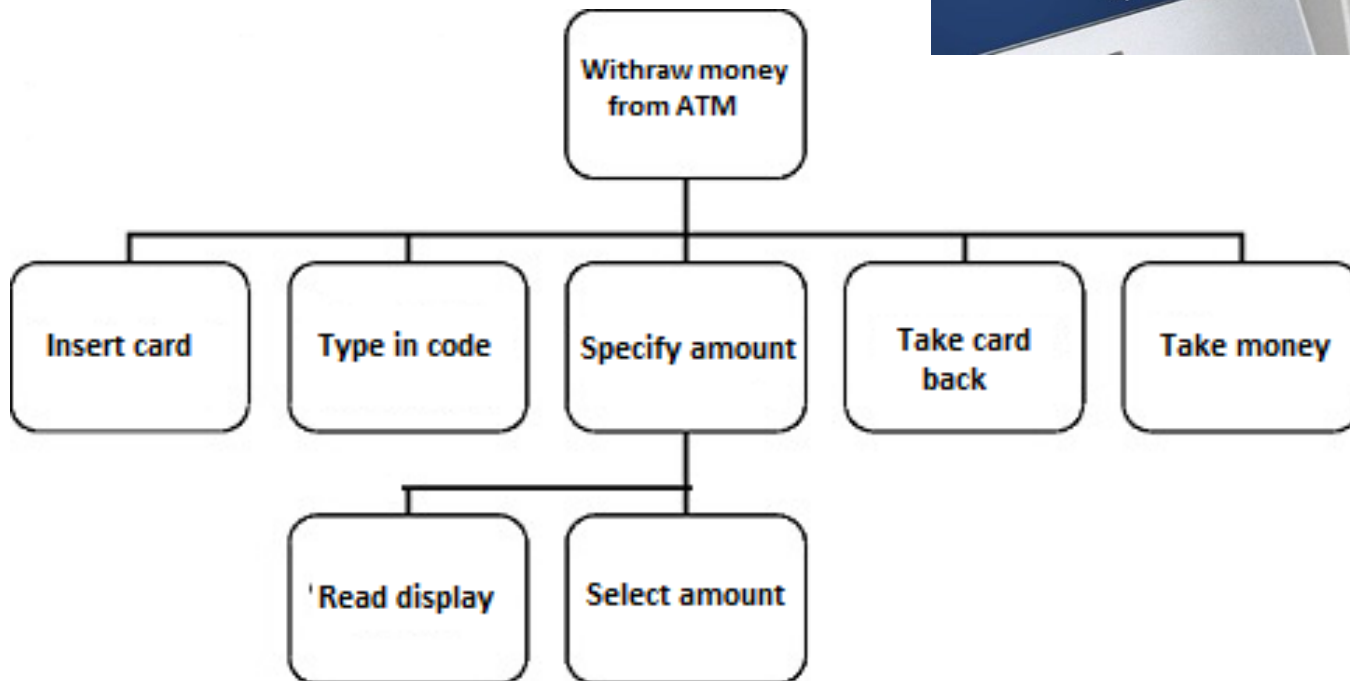 Withraw money
from ATM
Insert card
Type in code
Specify amount
Take card
back
Take money
'Read display
Select amount